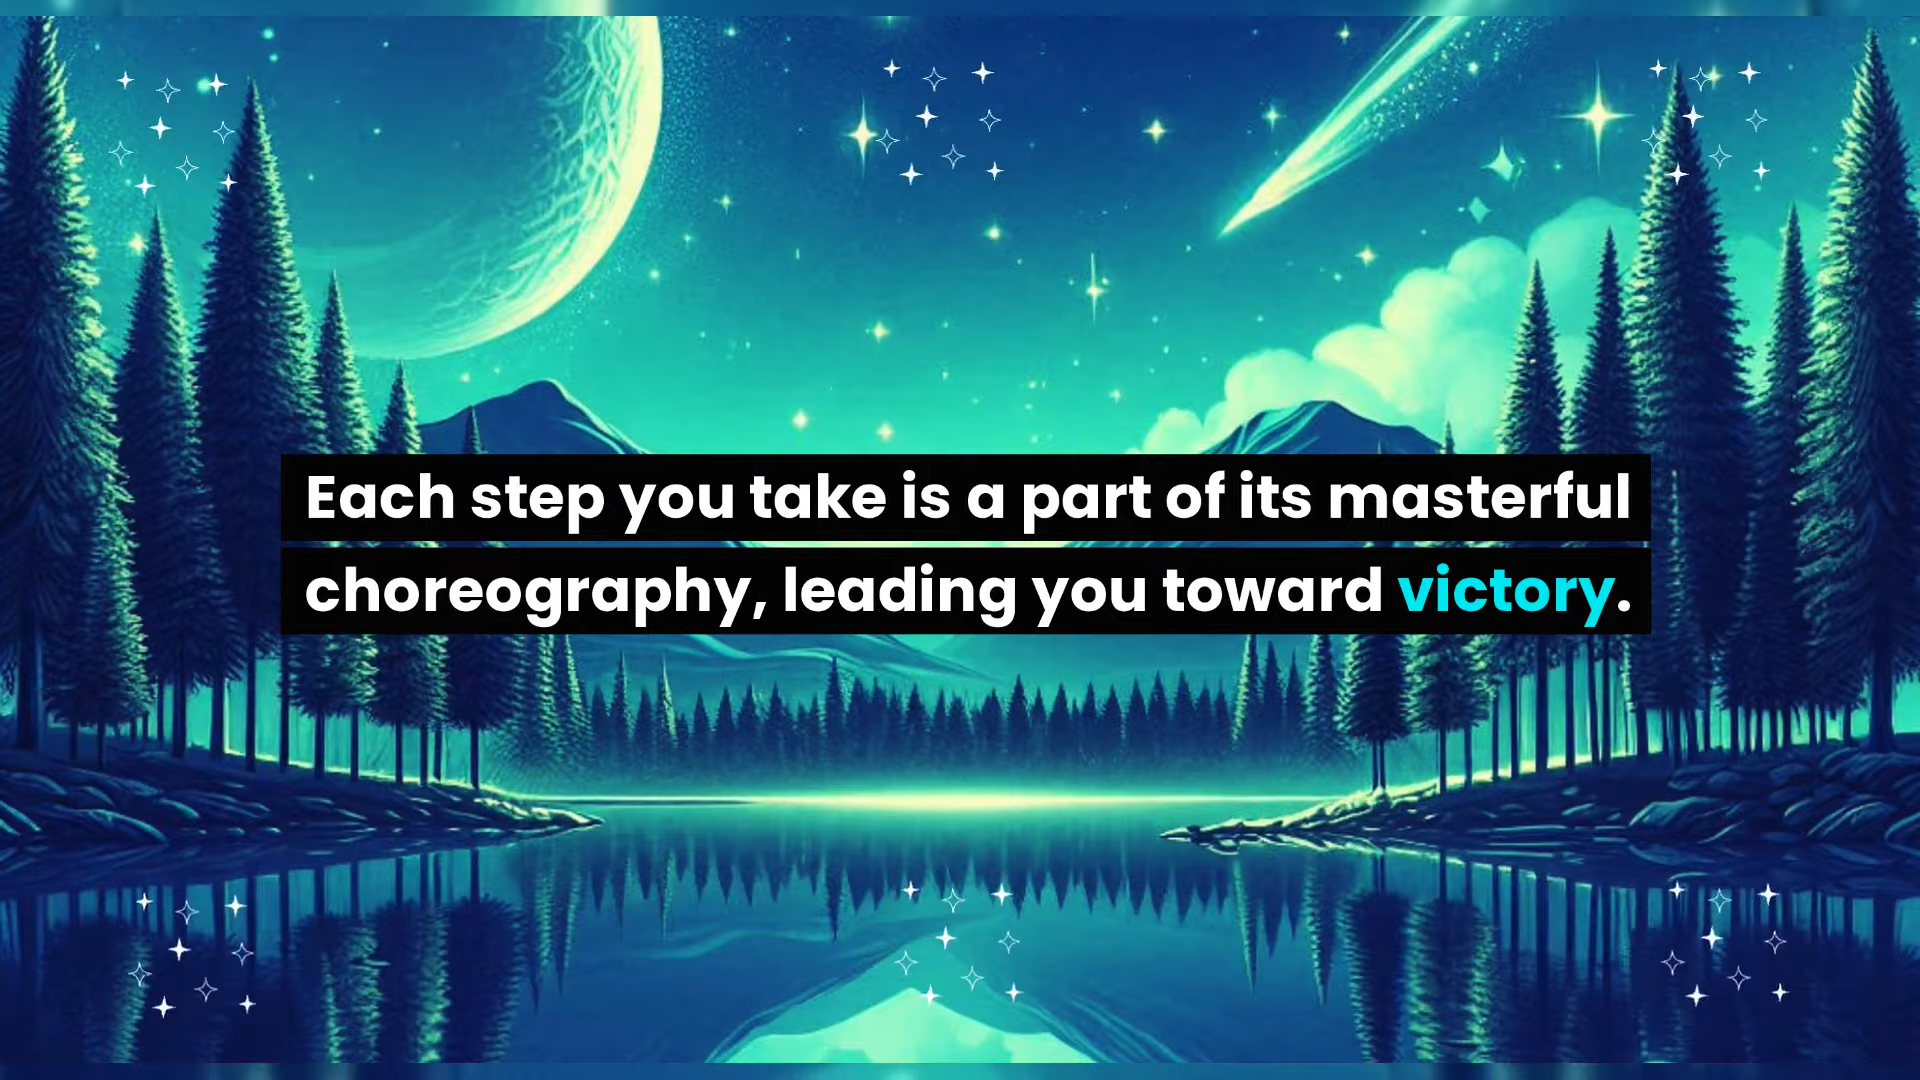 Each step you take is a part of its masterful
choreography, leading you toward victory.